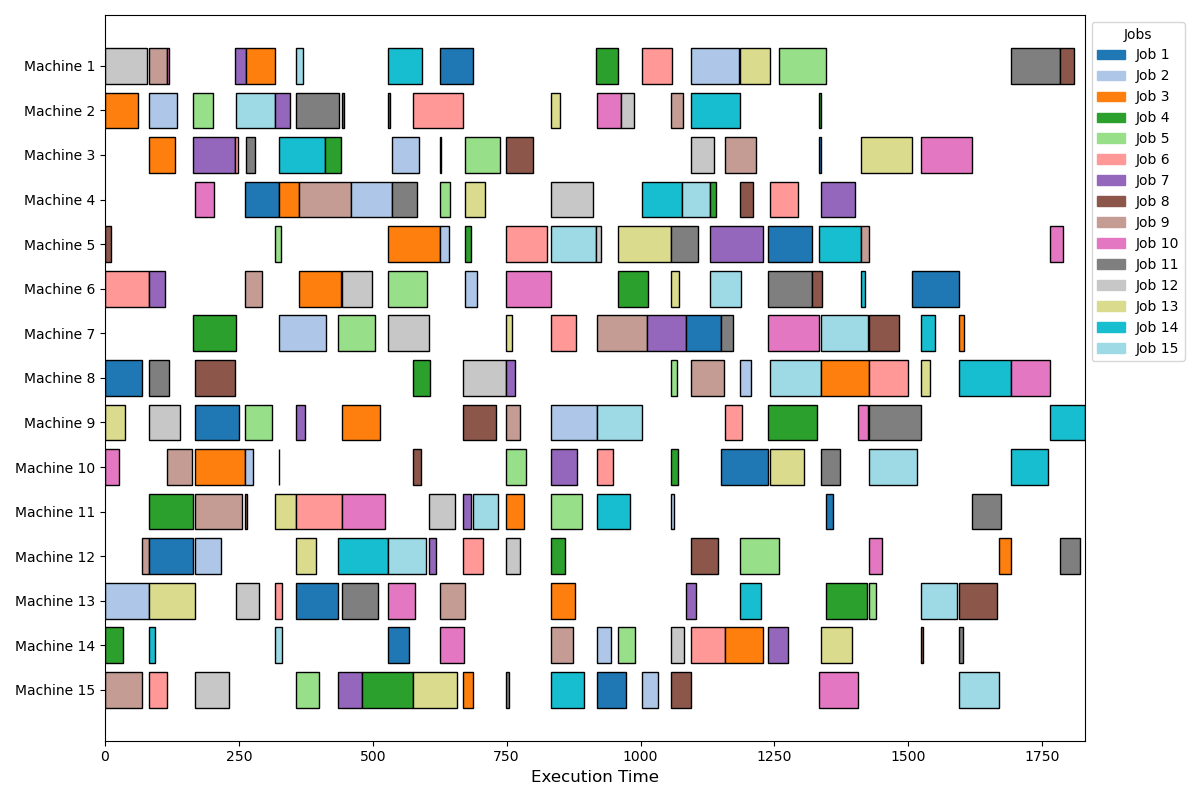 Machine 1
Machine 2
Machine 3
Machine 4
Machine 5
Machine 6
Machine 7
Machine 8
Machine 9
Machine 10
Machine 11
Machine 12
Machine 13
Machine 14
Machine 15
0 250 500 750 1000 1250 1500 1750
Execution Time
Jobs
Job 1
Job 2
Job 3
Job 4
Job 5
Job 6
Job 7
Job 8
Job 9
Job 10
Job 11
Job 12
Job 13
Job 14
Job 15